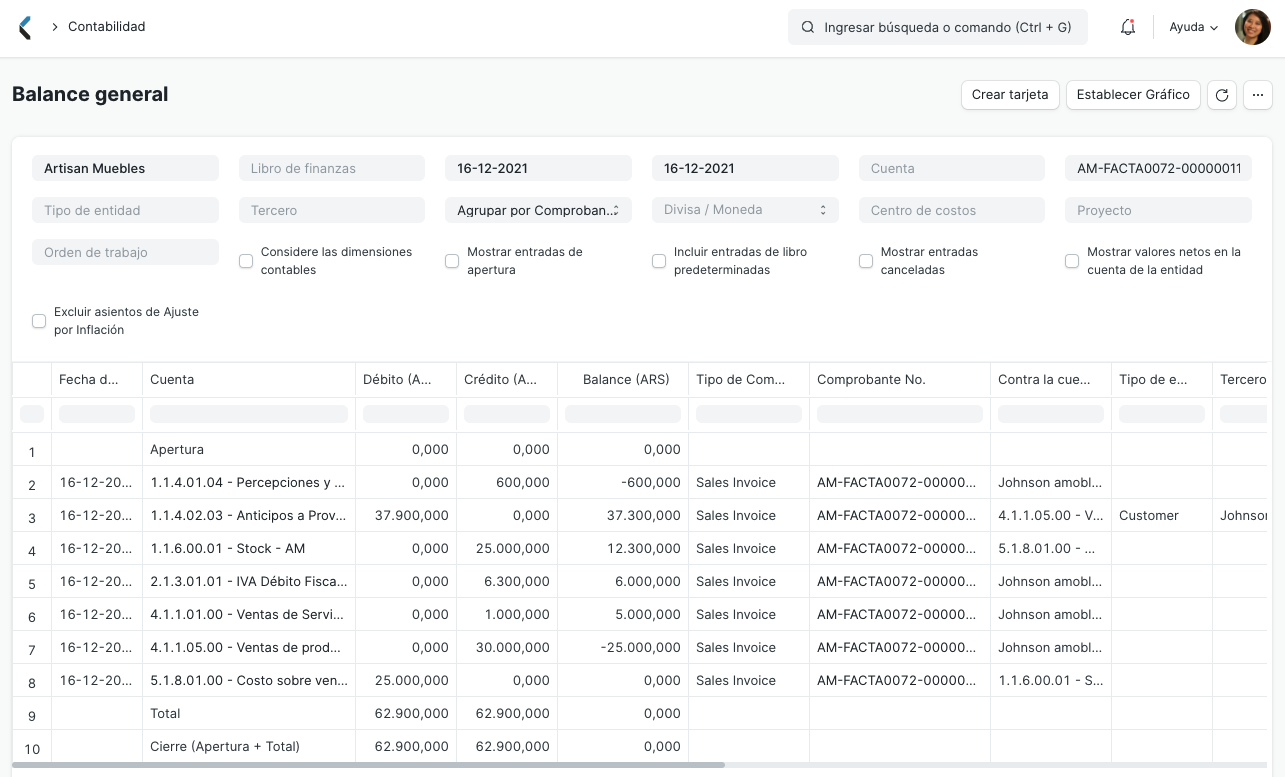 Contabilidad
Ingresar búsqueda o comando (Ctrl + G)
Ayuda
Balance general
Crear tarjeta
Establecer Gráfico
...
Artisan Muebles
Libro de finanzas
16-12-2021
16-12-2021
Cuenta
AM-FACTA0072-00000011
Tipo de entidad
Tercero
Agrupar por Comproban...
Divisa / Moneda
Centro de costos
Proyecto
Orden de trabajo
Considere las dimensiones
contables
Mostrar entradas de
apertura
Incluir entradas de libro
predeterminadas
Mostrar entradas
canceladas
Mostrar valores netos en la
cuenta de la entidad
Excluir asientos de Ajuste
por Inflación
Fecha d... Cuenta Débito (A... Crédito (A... Balance (ARS) Tipo de Com... Comprobante No. Contra la cue... Tipo de e... Tercero
1 Apertura 0,000 0,000 0,000
2 16-12-20... 1.1.4.01.04 - Percepciones y ... 0,000 600,000 -600,000 Sales Invoice AM-FACTA0072-00000... Johnson amobl...
3 16-12-20... 1.1.4.02.03 - Anticipos a Prov... 37.900,000 0,000 37.300,000 Sales Invoice AM-FACTA0072-00000... 4.1.1.05.00 - V... Customer Johnson
4 16-12-20... 1.1.6.00.01 - Stock - AM 0,000 25.000,000 12.300,000 Sales Invoice AM-FACTA0072-00000... 5.1.8.01.00 - ...
5 16-12-20... 2.1.3.01.01 - IVA Débito Fisca... 0,000 6.300,000 6.000,000 Sales Invoice AM-FACTA0072-00000... Johnson amobl...
6 16-12-20... 4.1.1.01.00 - Ventas de Servi... 0,000 1.000,000 5.000,000 Sales Invoice AM-FACTA0072-00000... Johnson amobl...
7 16-12-20... 4.1.1.05.00 - Ventas de prod... 0,000 30.000,000 -25.000,000 Sales Invoice AM-FACTA0072-00000... Johnson amobl...
8 16-12-20... 5.1.8.01.00 - Costo sobre ven... 25.000,000 0,000 0,000 Sales Invoice AM-FACTA0072-00000... 1.1.6.00.01 - S...
9 Total 62.900,000 62.900,000 0,000
10 Cierre (Apertura + Total) 62.900,000 62.900,000 0,000